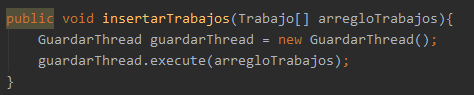 public void insertarTrabajos(Trabajo[] arregloTrabajos){
GuardarThread guardarThread = new GuardarThread();
guardarThread.execute(arregloTrabajos);
}